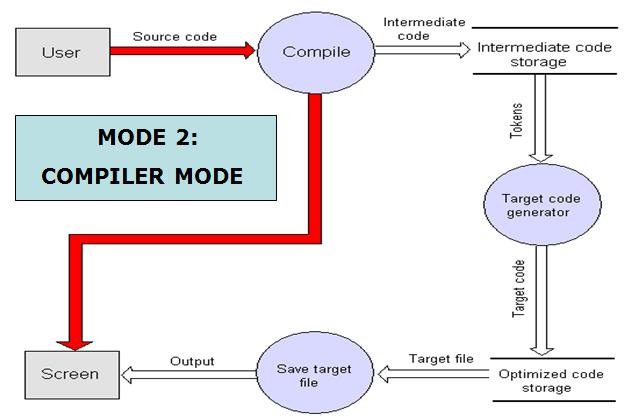 User
Source code
Compile
Intermediate
code
Intermediate code
storage
MODE 2:
COMPILER MODE
Tokens
Target code
generator
Target code
Screen
Output
Save target
file
Target file
Optimized code
storage